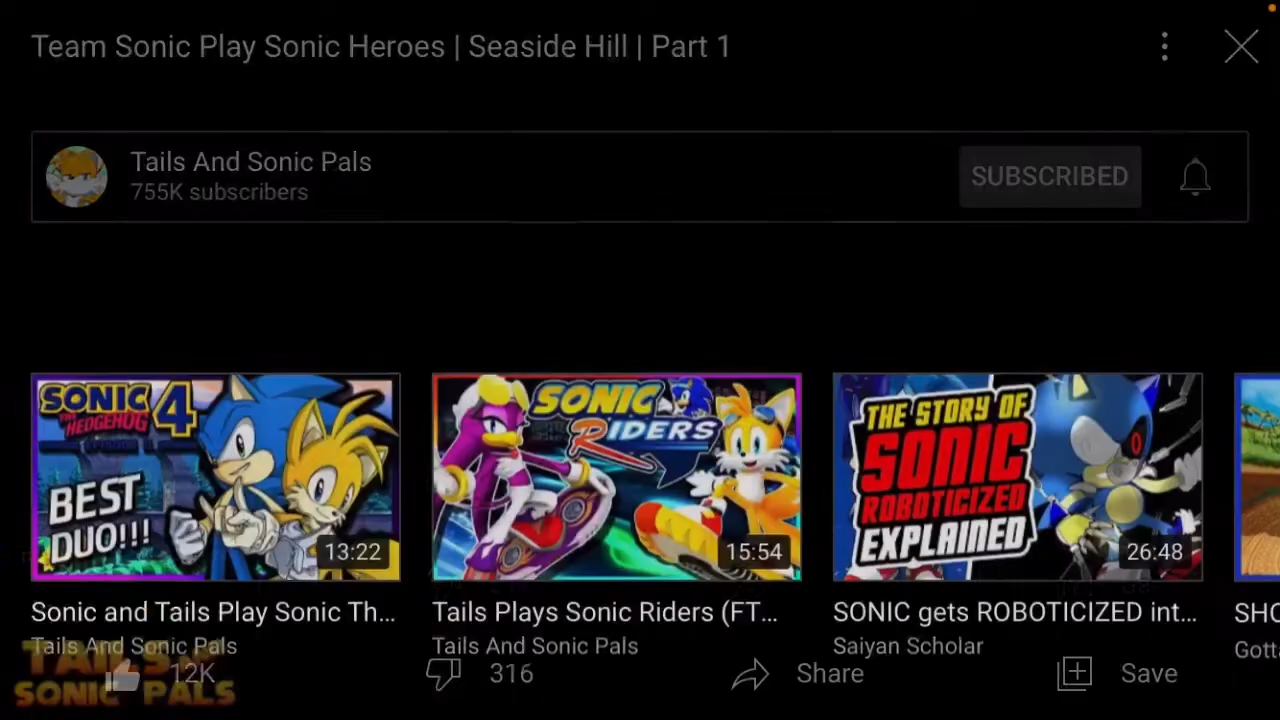 Team Sonic Play Sonic Heroes | Seaside Hill | Part 1
Tails And Sonic Pals
755K subscribers
SUBSCRIBED
SONIC
THE HEDGEHOG
4
BEST
DUO!!!
13:22
SONIC
RIDERS
15:54
THE STORY OF
SONIC
ROBOTICIZED
EXPLAINED
26:48
Sonic and Tails Play Sonic Th...
Tails Plays Sonic Riders (FT...
SONIC gets ROBOTICIZED int...
SHO
Tails And Sonic Pals
Tails And Sonic Pals
Saiyan Scholar
Gotta
TAILS
SONIC PALS
12K
316
Share
Save